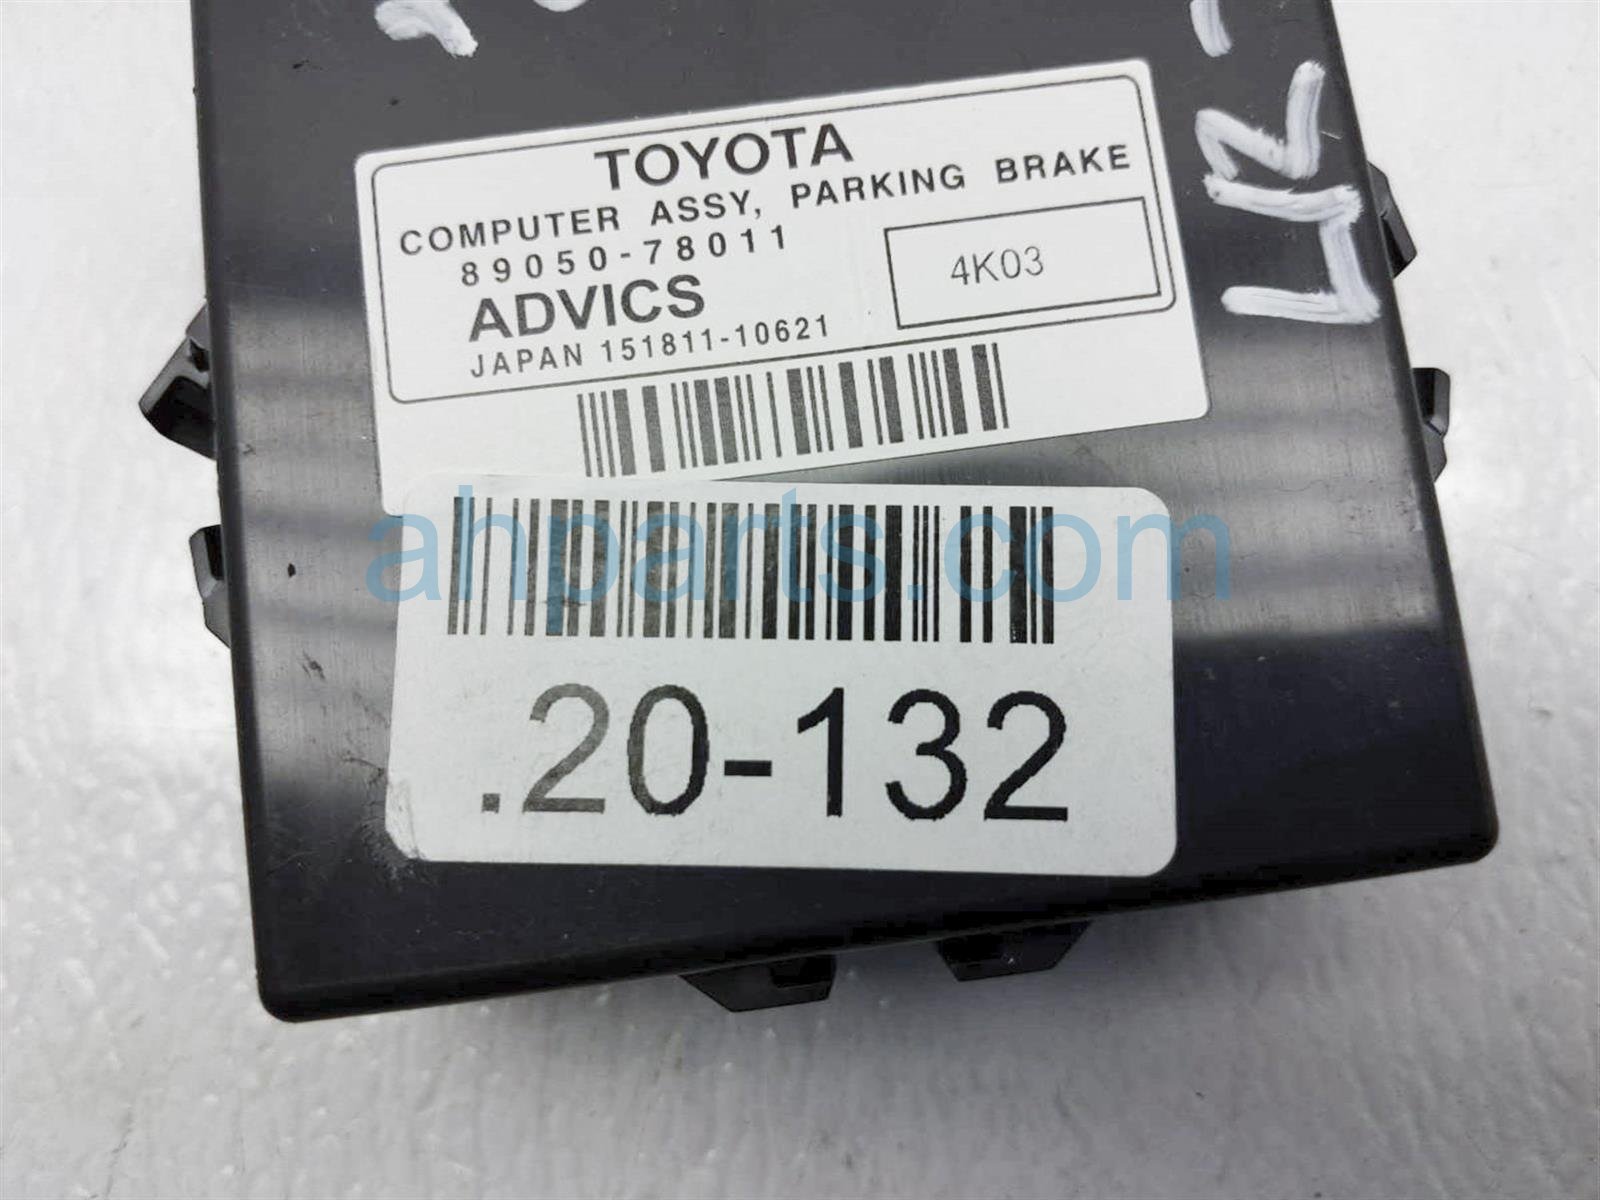 TOYOTA
COMPUTER ASSY, PARKING BRAKE
89050-78011
ADVICS
4K03
JAPAN 151811-10621
ahparts.com
.20-132